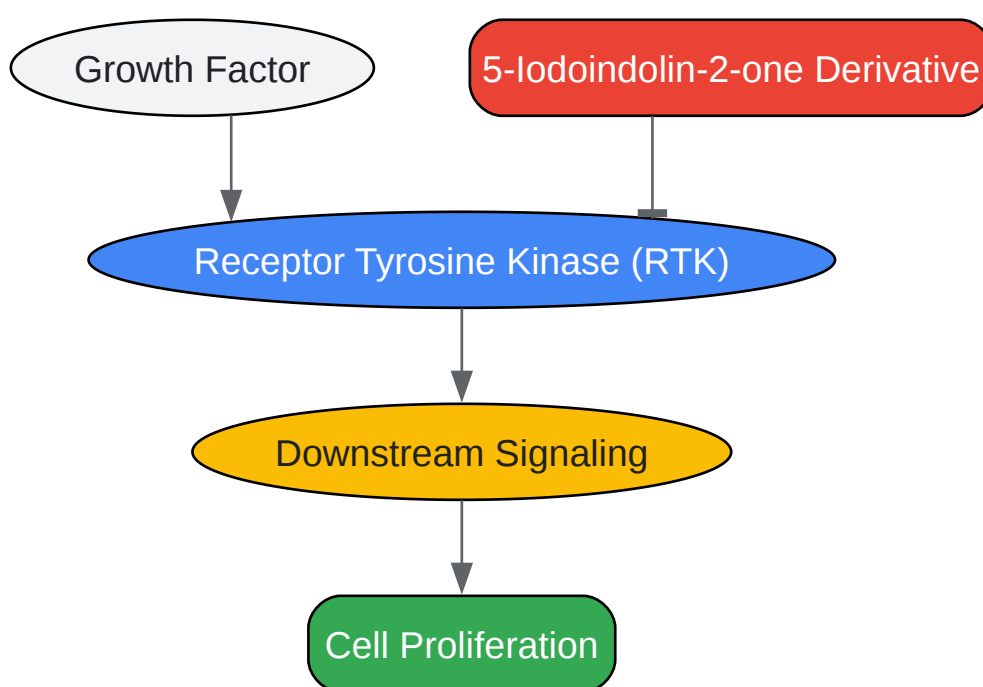 Growth Factor
5-Iodoindolin-2-one Derivative
Receptor Tyrosine Kinase (RTK)
Downstream Signaling
Cell Proliferation